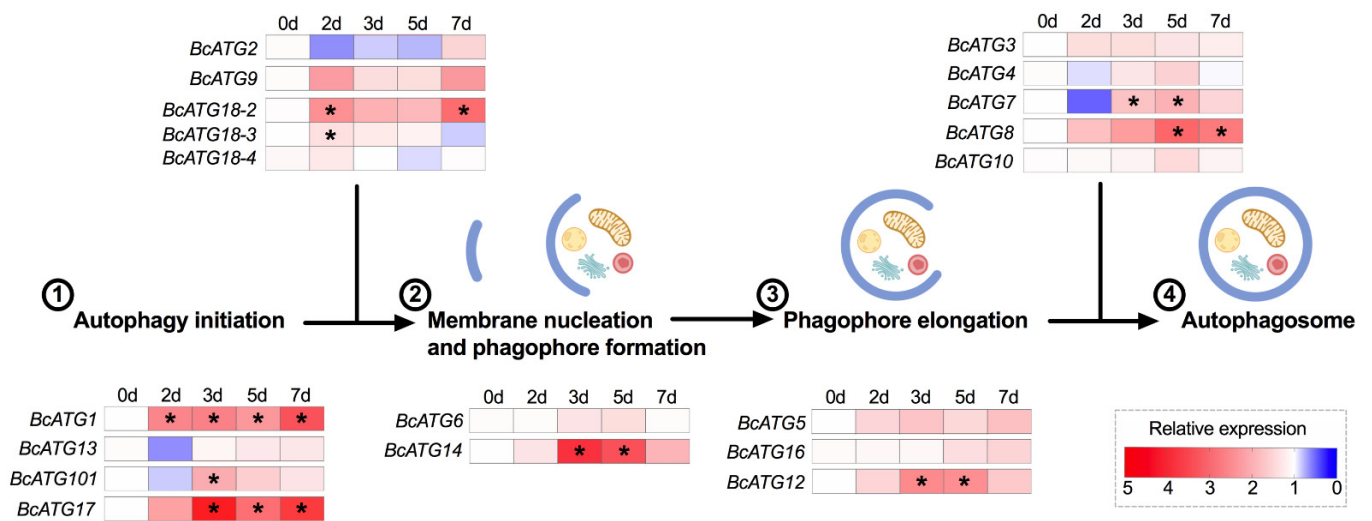 0d 2d 3d 5d 7d
BcATG2
BcATG9
BcATG18-2 * *
BcATG18-3 *
BcATG18-4
0d 2d 3d 5d 7d
BcATG3
BcATG4
BcATG7 * *
BcATG8 * *
BcATG10
1
Autophagy initiation
2
Membrane nucleation
and phagophore formation
3
Phagophore elongation
4
Autophagosome
0d 2d 3d 5d 7d
BcATG1 * * * *
BcATG13
BcATG101 *
BcATG17 * * *
0d 2d 3d 5d 7d
BcATG6
BcATG14 * *
0d 2d 3d 5d 7d
BcATG5
BcATG16
BcATG12 * *
Relative expression
5 4 3 2 1 0